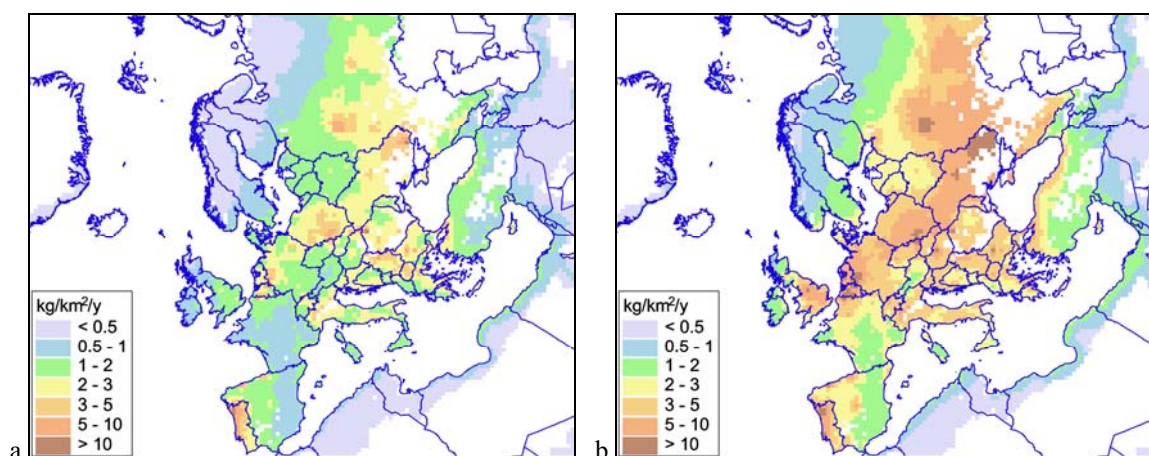 kg/km²/y
< 0.5
0.5 - 1
1 - 2
2 - 3
3 - 5
5 - 10
> 10
a
kg/km²/y
< 0.5
0.5 - 1
1 - 2
2 - 3
3 - 5
5 - 10
> 10
b